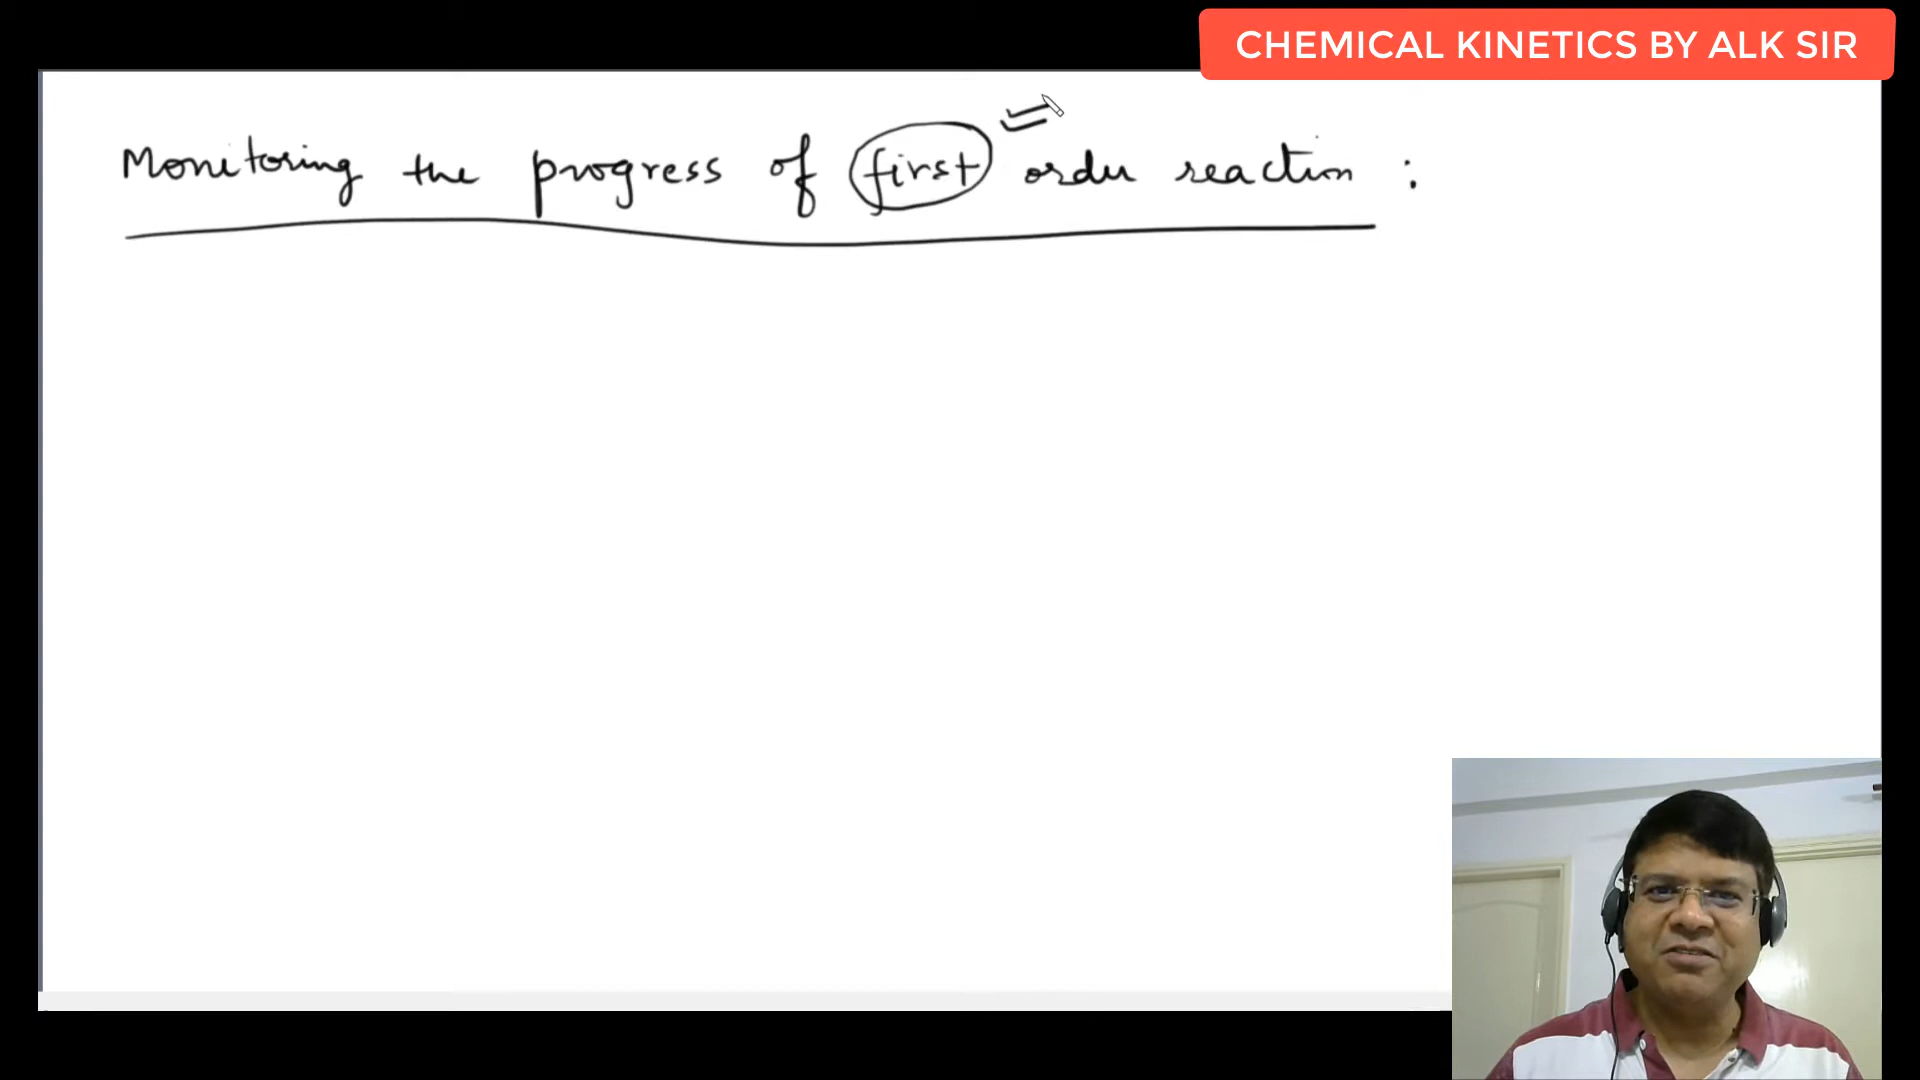 CHEMICAL KINETICS BY ALK SIR
Monitoring the progress of first order reaction :